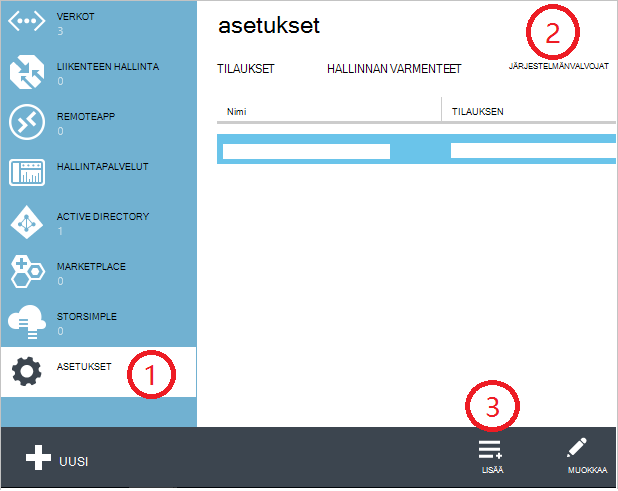 VERKOT
3
LIIKENTEEN HALLINTA
0
REMOTEAPP
0
HALLINTAPALVELUT
ACTIVE DIRECTORY
1
MARKETPLACE
0
STORSIMPLE
0
ASETUKSET
1
asetukset
2
TILAUKSET HALLINNAN VARMENTEET JÄRJESTELMÄNVALVOJAT
Nimi TILAUKSEN
3
UUSI
LISÄÄ
MUOKKAA